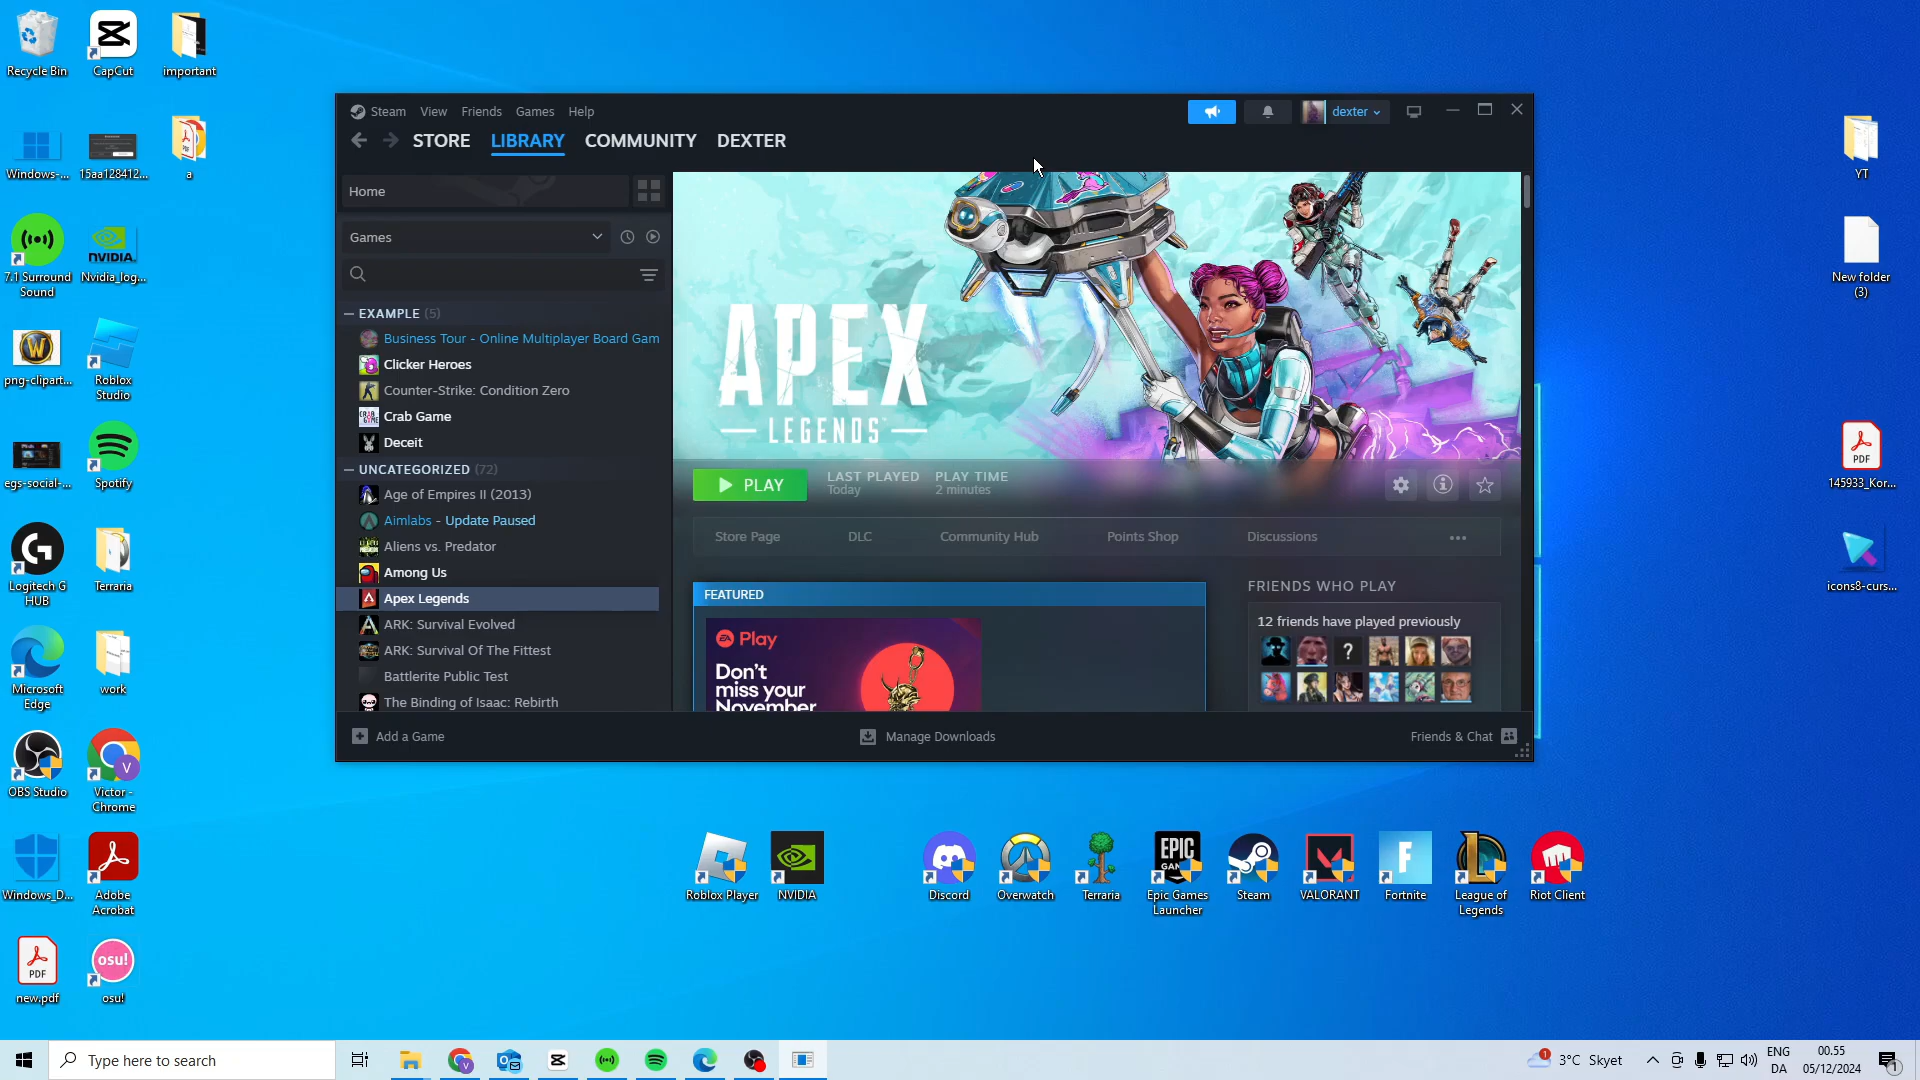 Recycle Bin
CapCut
important
Windows-...
15aa128412...
a
7.1 Surround
Sound
Nvidia_log...
png-clipart...
Roblox
Studio
egs-social-...
Spotify
Logitech G
HUB
Terraria
Microsoft
Edge
work
OBS Studio
Victor -
Chrome
Windows_D...
Adobe
Acrobat
new.pdf
osu!
Steam View Friends Games Help
dexter
STORE LIBRARY COMMUNITY DEXTER
Home
Games
EXAMPLE (5)
Business Tour - Online Multiplayer Board Gam
Clicker Heroes
Counter-Strike: Condition Zero
Crab Game
Deceit
UNCATEGORIZED (72)
Age of Empires II (2013)
Aimlabs - Update Paused
Aliens vs. Predator
Among Us
Apex Legends
ARK: Survival Evolved
ARK: Survival Of The Fittest
Battlerite Public Test
The Binding of Isaac: Rebirth
APEX
LEGENDS
PLAY
LAST PLAYED
Today
PLAY TIME
2 minutes
Store Page DLC Community Hub Points Shop Discussions
FEATURED
EA Play
Don't
miss your
November
FRIENDS WHO PLAY
12 friends have played previously
Add a Game
Manage Downloads
Friends & Chat
YT
New folder
(3)
PDF
145933_Kor...
icons8-curs...
Roblox Player
NVIDIA
Discord
Overwatch
Terraria
Epic Games
Launcher
Steam
VALORANT
Fortnite
League of
Legends
Riot Client
Type here to search
3°C Skyet
ENG
DA
00.55
05/12/2024